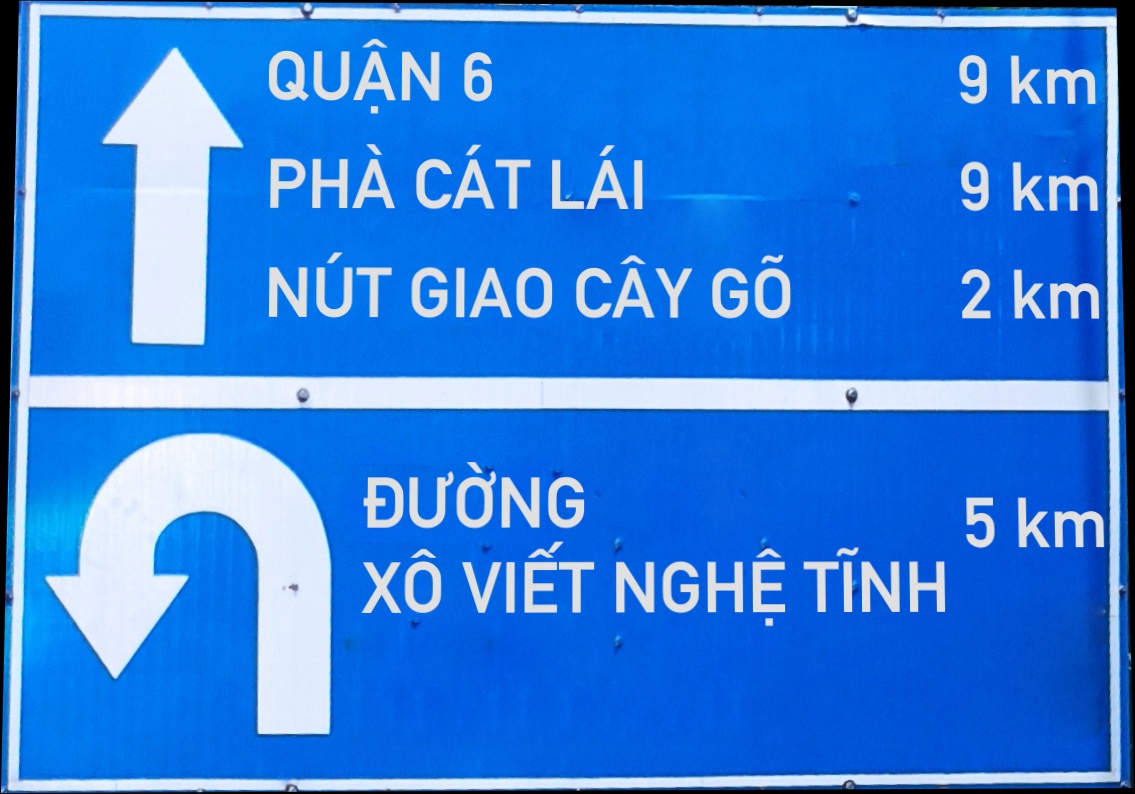 QUẬN 6 9 km
PHÀ CÁT LÁI 9 km
NÚT GIAO CÂY GÕ 2 km
ĐƯỜNG 5 km
XÔ VIẾT NGHỆ TĨNH